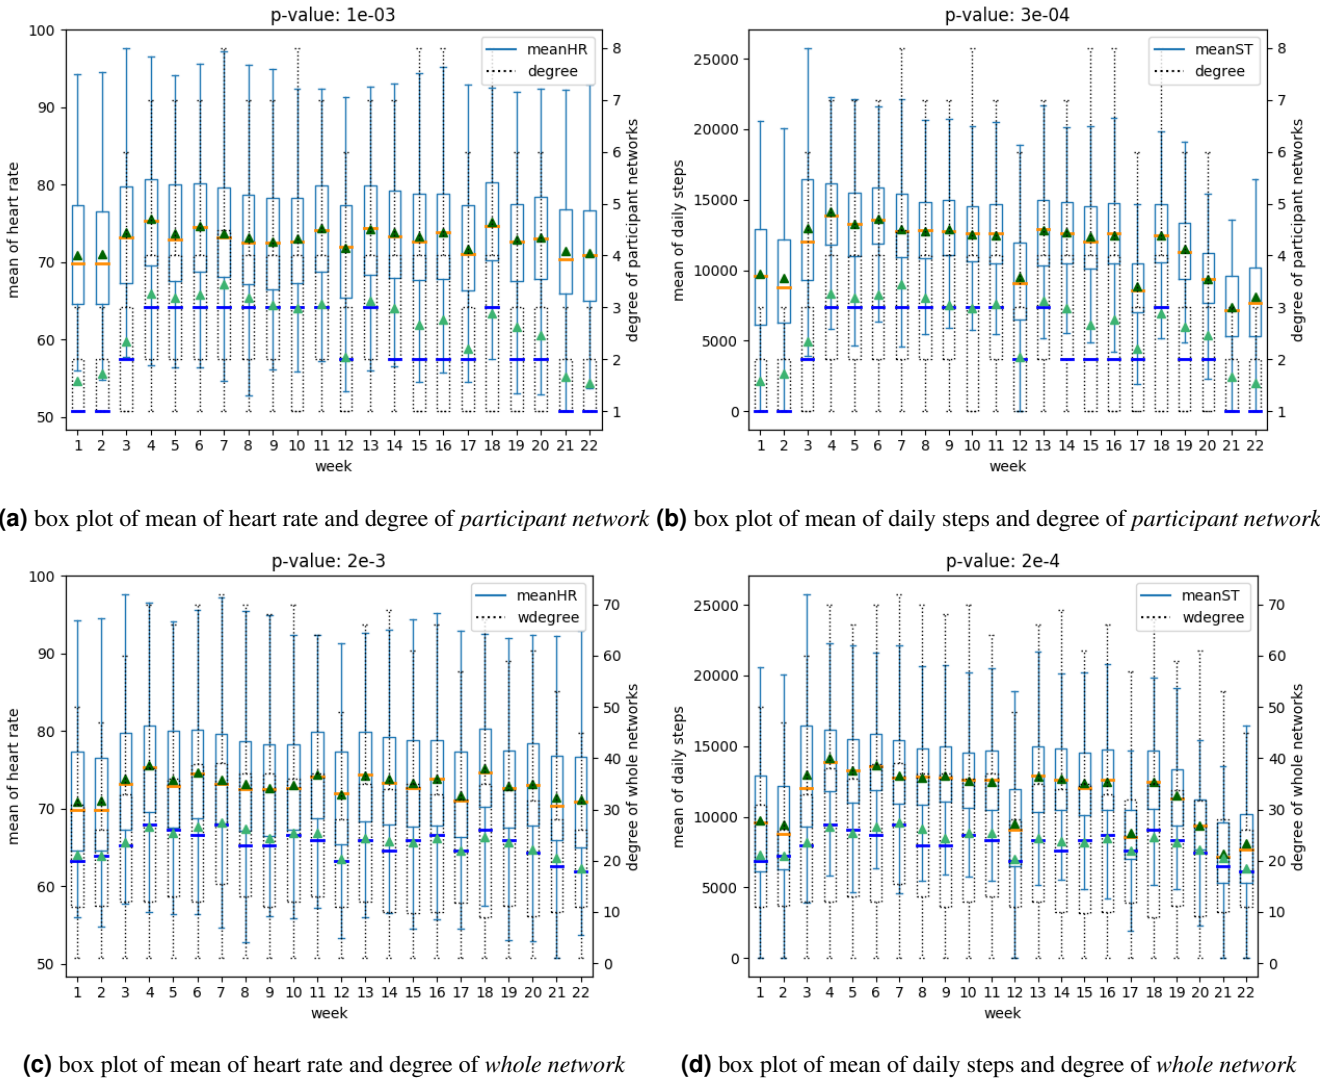 p-value: 1e-03
100
90
80
70
60
50
mean of heart rate
meanHR
degree
8
7
6
5
4
3
2
1
degree of participant networks
1 2 3 4 5 6 7 8 9 10 11 12 13 14 15 16 17 18 19 20 21 22
week
(a) box plot of mean of heart rate and degree of participant network
p-value: 3e-04
25000
20000
15000
10000
5000
0
mean of daily steps
meanST
degree
8
7
6
5
4
3
2
1
degree of participant networks
1 2 3 4 5 6 7 8 9 10 11 12 13 14 15 16 17 18 19 20 21 22
week
(b) box plot of mean of daily steps and degree of participant network
p-value: 2e-3
100
90
80
70
60
50
mean of heart rate
meanHR
wdegree
70
60
50
40
30
20
10
0
degree of whole networks
1 2 3 4 5 6 7 8 9 10 11 12 13 14 15 16 17 18 19 20 21 22
week
(c) box plot of mean of heart rate and degree of whole network
p-value: 2e-4
25000
20000
15000
10000
5000
0
mean of daily steps
meanST
wdegree
70
60
50
40
30
20
10
0
degree of whole networks
1 2 3 4 5 6 7 8 9 10 11 12 13 14 15 16 17 18 19 20 21 22
week
(d) box plot of mean of daily steps and degree of whole network